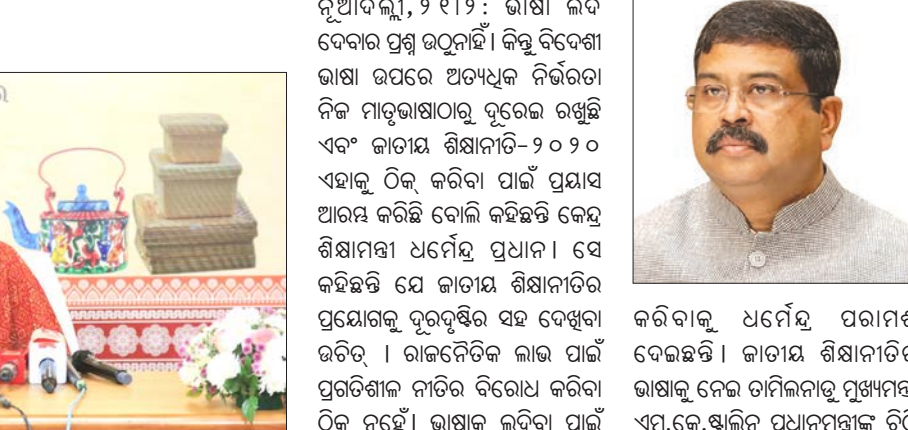 ନୂଆଦିଲ୍ଲୀ,୨୧।୨: ଭାଷା ଲଦି
ଦେବାର ପ୍ରଶ୍ନ ଉଠୁନାହିଁ। କିନ୍ତୁ ବିଦେଶୀ
ଭାଷା ଉପରେ ଅତ୍ୟଧିକ ନିର୍ଭରତା
ନିଜ ମାତୃଭାଷାଠାରୁ ଦୂରେଇ ରଖୁଛି
ଏବଂ ଜାତୀୟ ଶିକ୍ଷାନୀତି-୨୦୨୦
ଏହାକୁ ଠିକ୍ କରିବା ପାଇଁ ପ୍ରୟାସ
ଆରମ୍ଭ କରିଛି ବୋଲି କହିଛନ୍ତି କେନ୍ଦ୍ର
ଶିକ୍ଷାମନ୍ତ୍ରୀ ଧର୍ମେନ୍ଦ୍ର ପ୍ରଧାନ। ସେ
କହିଛନ୍ତି ଯେ ଜାତୀୟ ଶିକ୍ଷାନୀତିର
ପ୍ରୟୋଗକୁ ଦୂରଦୃଷ୍ଟିର ସହ ଦେଖିବା
ଉଚିତ୍ । ରାଜନୈତିକ ଲାଭ ପାଇଁ
ପ୍ରଗତିଶୀଳ ନୀତିର ବିରୋଧ କରିବା
ଠିକ୍ ନୁହେଁ। ଭାଷାକୁ ଲଦିବା ପାଇଁ
କରିବାକୁ ଧର୍ମେନ୍ଦ୍ର ପରାମର୍ଶ
ଦେଇଛନ୍ତି। ଜାତୀୟ ଶିକ୍ଷାନୀତିର
ଭାଷାକୁ ନେଇ ତାମିଲନାଡୁ ମୁଖ୍ୟମନ୍ତ୍ରୀ
ଏମ୍.କେ.ଷ୍ଟାଲିନ୍ ପ୍ରଧାନମନ୍ତ୍ରୀଙ୍କୁ ଚିଠି